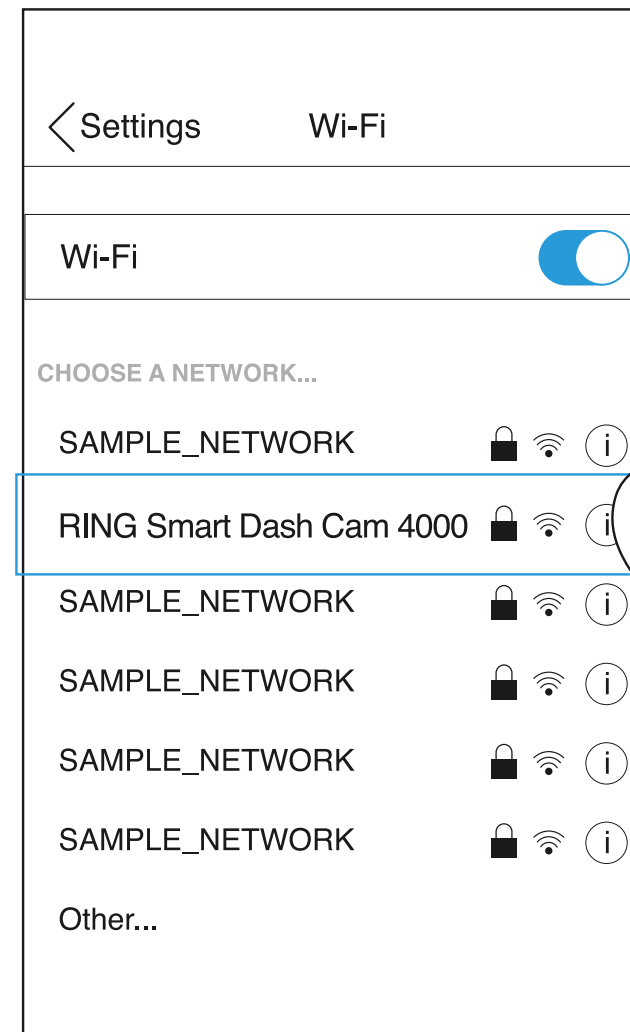 Settings Wi-Fi
Wi-Fi
CHOOSE A NETWORK...
SAMPLE_NETWORK i
RING Smart Dash Cam 4000 i
SAMPLE_NETWORK i
SAMPLE_NETWORK i
SAMPLE_NETWORK i
SAMPLE_NETWORK i
Other...